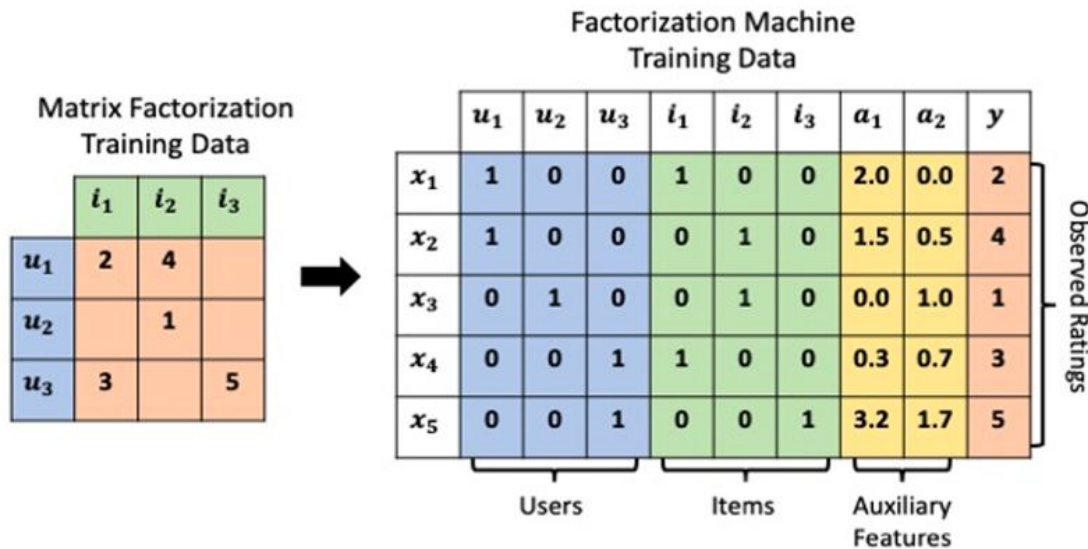 Factorization Machine
Training Data
Matrix Factorization
Training Data
i₁ i₂ i₃
u₁ 2 4
u₂ 1
u₃ 3 5
u₁ u₂ u₃ i₁ i₂ i₃ a₁ a₂ y
x₁ 1 0 0 1 0 0 2.0 0.0 2
x₂ 1 0 0 0 1 0 1.5 0.5 4
x₃ 0 1 0 0 1 0 0.0 1.0 1
x₄ 0 0 1 1 0 0 0.3 0.7 3
x₅ 0 0 1 0 0 1 3.2 1.7 5
Observed Ratings
Users Items Auxiliary
Features